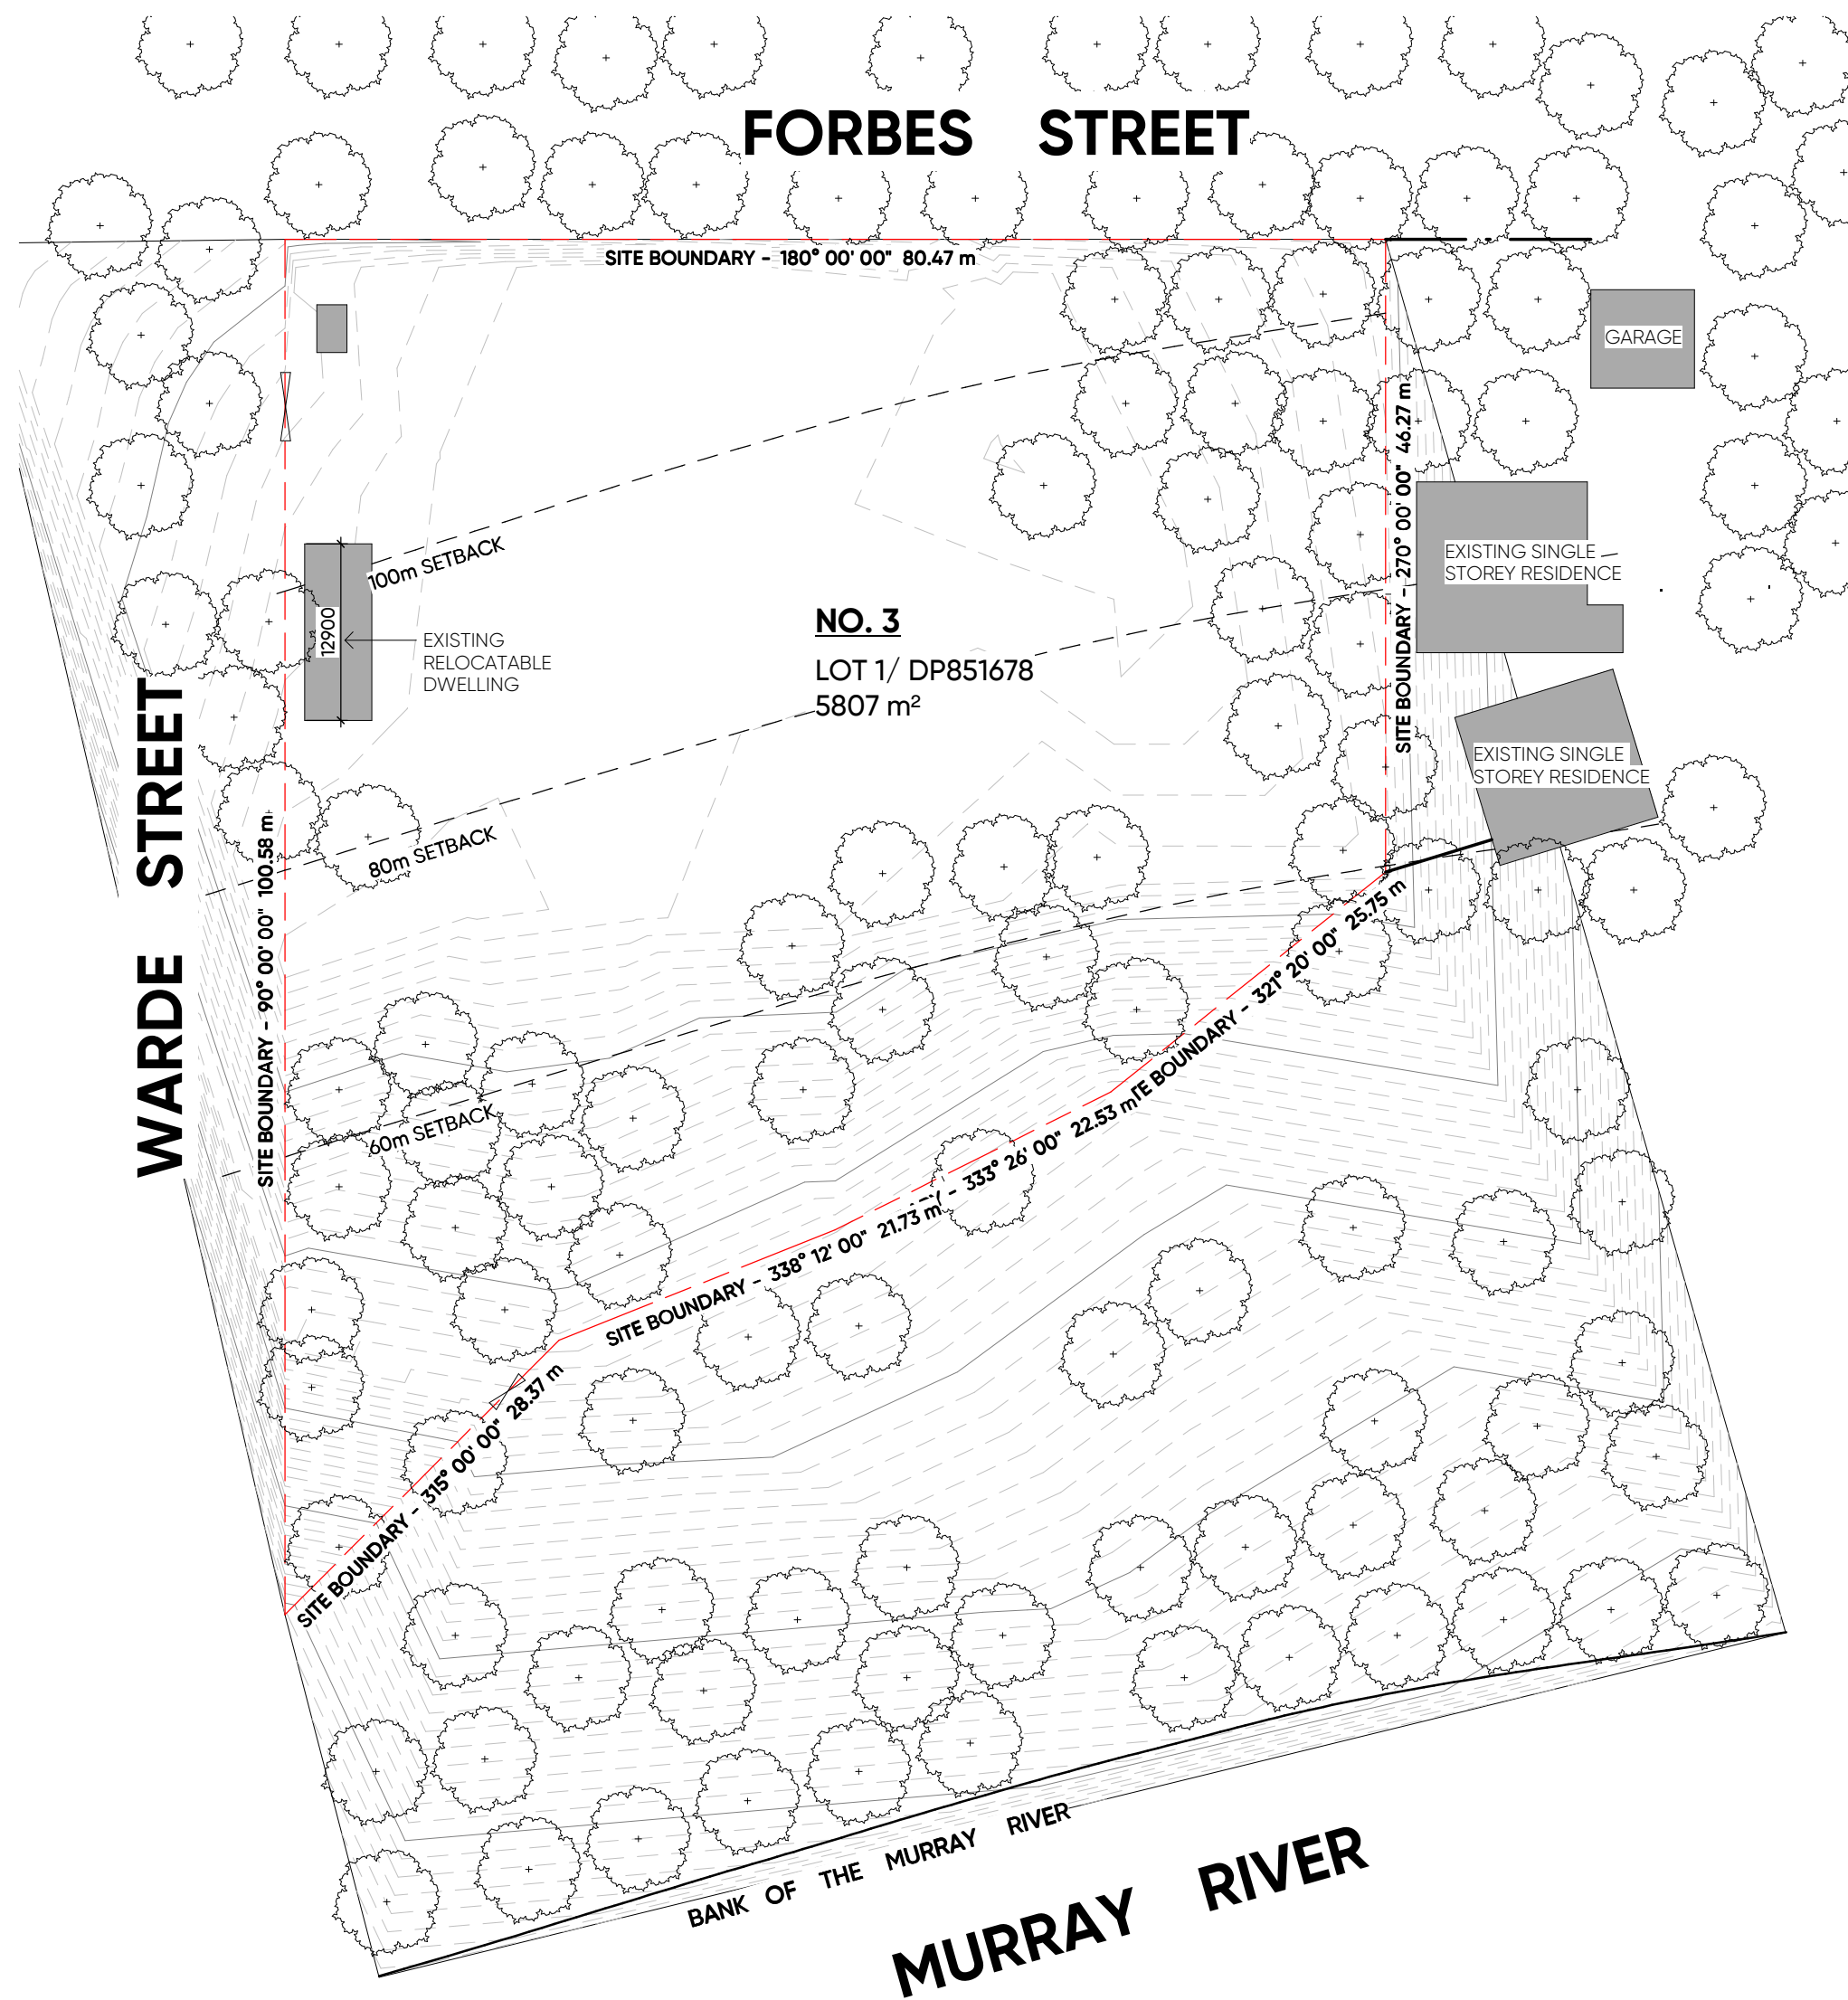 FORBES STREET
SITE BOUNDARY - 180° 00' 00" 80.47 m
GARAGE
SITE BOUNDARY - 270° 00' 00" 46.27 m
100m SETBACK
EXISTING SINGLE
STOREY RESIDENCE
12900
EXISTING
RELOCATABLE
DWELLING
NO. 3
LOT 1/ DP851678
5807 m²
EXISTING SINGLE
STOREY RESIDENCE
WARDE STREET
SITE BOUNDARY - 90° 00' 00" 100.58 m
80m SETBACK
60m SETBACK
TE BOUNDARY - 321° 20' 00" 25.75 m
- 333° 26' 00" 22.53 m
SITE BOUNDARY - 338° 12' 00" 21.73 m
SITE BOUNDARY - 315° 00' 00" 28.37 m
BANK OF THE MURRAY RIVER
MURRAY RIVER